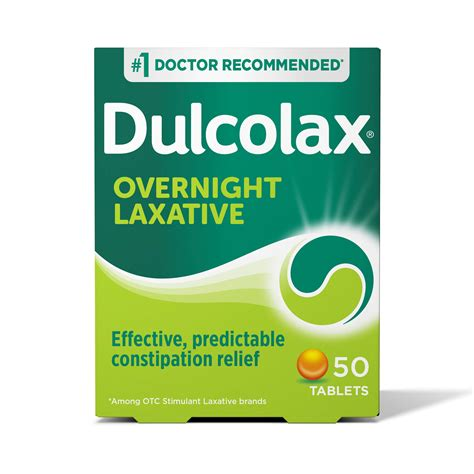 #1 DOCTOR RECOMMENDED*
Dulcolax®
OVERNIGHT
LAXATIVE
Effective, predictable
constipation relief
50
TABLETS
*Among OTC Stimulant Laxative brands